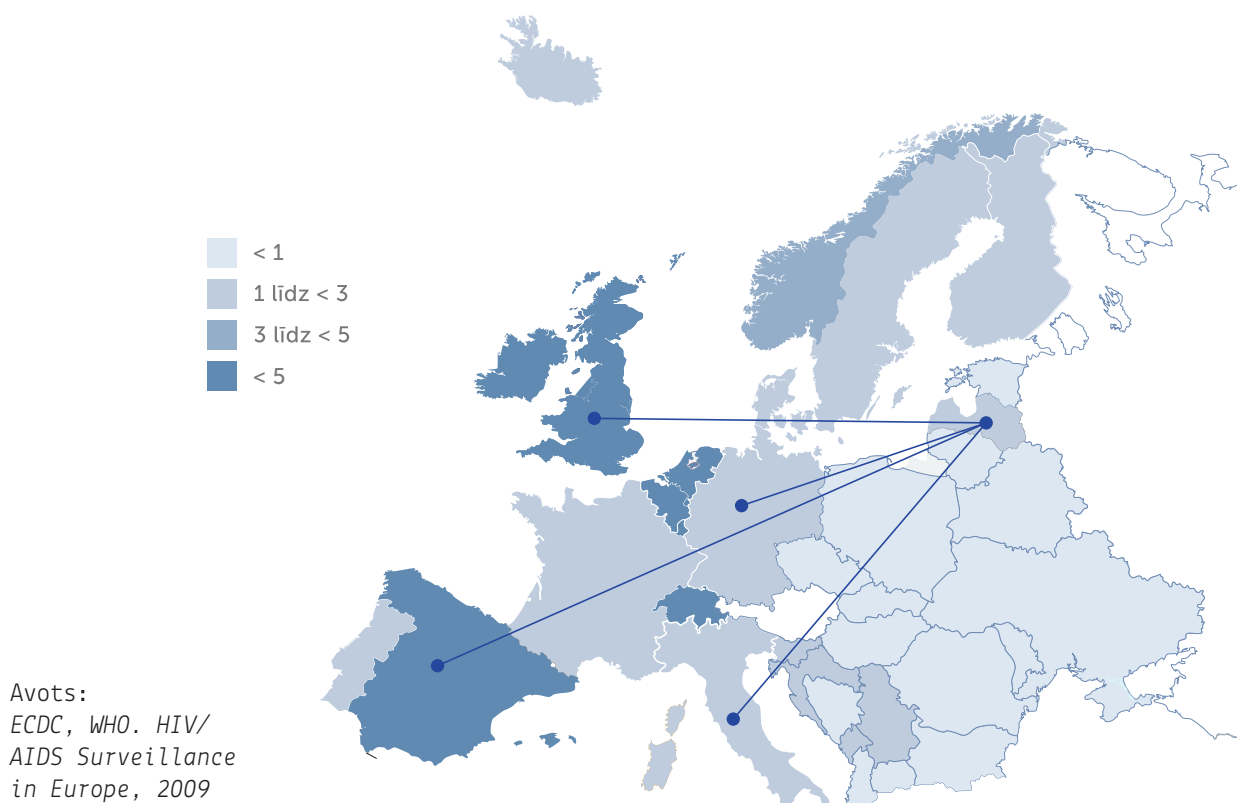 < 1
1 līdz < 3
3 līdz < 5
< 5
Avots:
ECDC, WHO. HIV/
AIDS Surveillance
in Europe, 2009